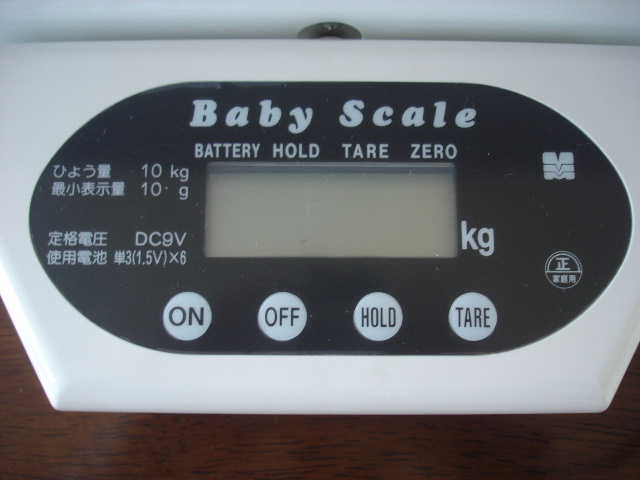 Baby Scale
BATTERY HOLD TARE ZERO
ひょう量 10 kg
最小表示量 10 g
定格電圧 DC9V
使用電池 単3(1.5V)×6
kg
正
家庭用
ON OFF HOLD TARE